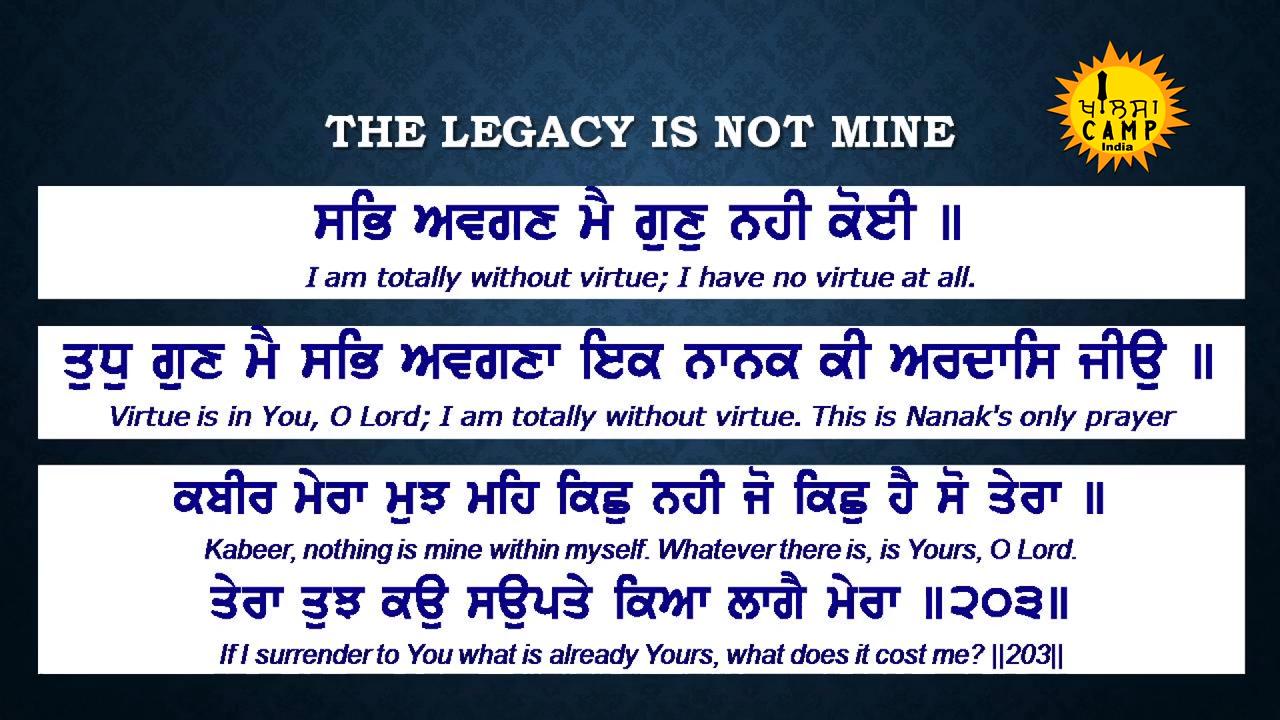 THE LEGACY IS NOT MINE
ਖਾਲਸਾ
CAMP
India
ਸਭਿ ਅਵਗਣ ਮੈ ਗੁਣੁ ਨਹੀ ਕੋਈ ॥
I am totally without virtue; I have no virtue at all.
ਤੁਧੁ ਗੁਣ ਮੈ ਸਭਿ ਅਵਗਣਾ ਇਕ ਨਾਨਕ ਕੀ ਅਰਦਾਸਿ ਜੀਉ ॥
Virtue is in You, O Lord; I am totally without virtue. This is Nanak's only prayer
ਕਬੀਰ ਮੇਰਾ ਮੁਝ ਮਹਿ ਕਿਛੁ ਨਹੀ ਜੋ ਕਿਛੁ ਹੈ ਸੋ ਤੇਰਾ ॥
Kabeer, nothing is mine within myself. Whatever there is, is Yours, O Lord.
ਤੇਰਾ ਤੁਝ ਕਉ ਸਉਪਤੇ ਕਿਆ ਲਾਗੈ ਮੇਰਾ ॥੨੦੩॥
If I surrender to You what is already Yours, what does it cost me? ||203||